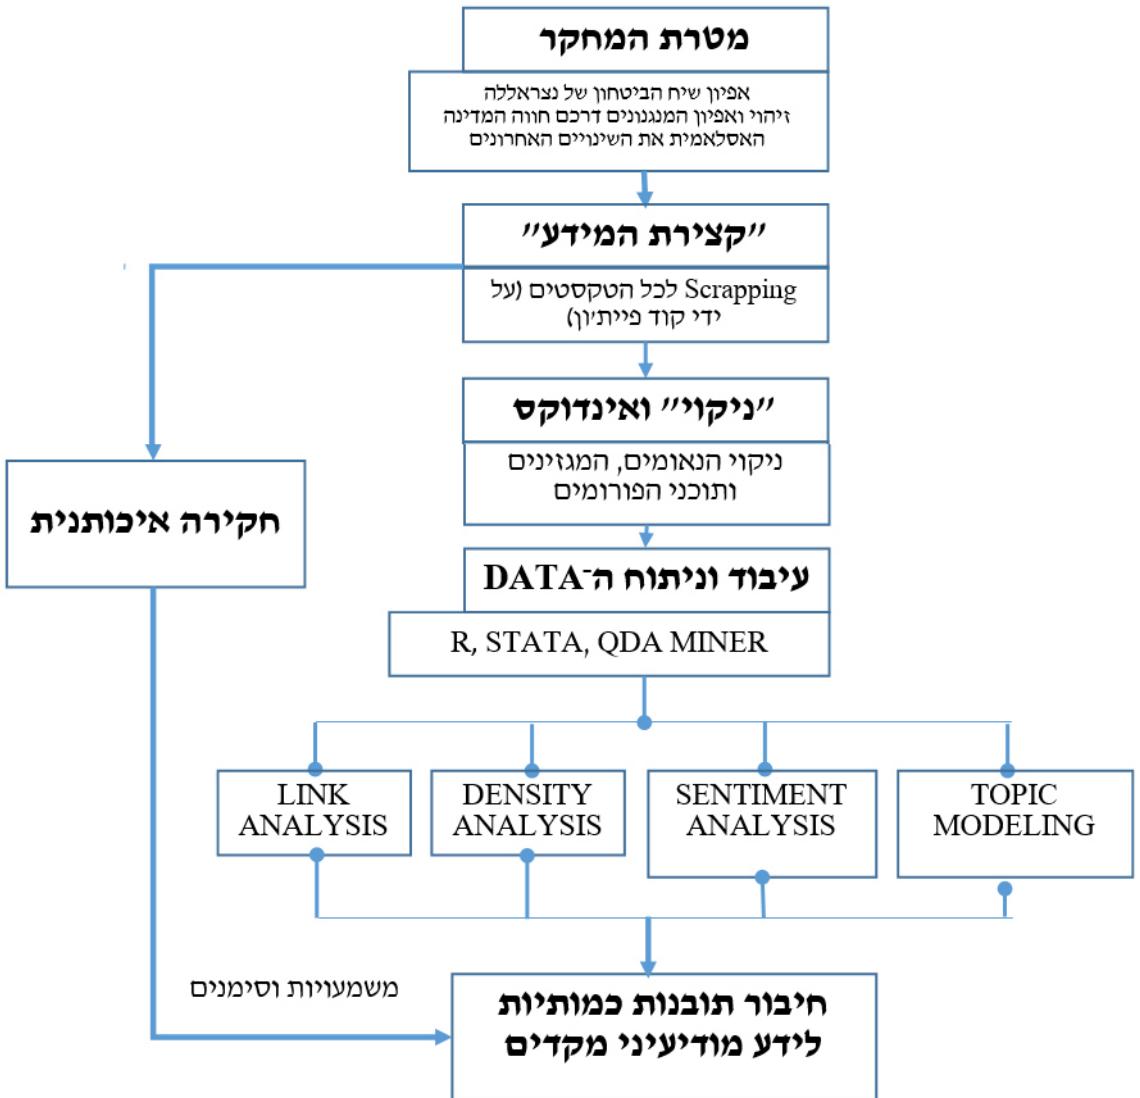 מטרת המחקר
אפיון שיח הביטחון של נצראללה
זיהוי ואפיון המנגנונים דרכם חווה המדינה
האסלאמית את השינויים האחרונים
״קצירת המידע״
Scrapping לכל הטקסטים (על
ידי קוד פיית׳ון)
״ניקוי״ ואינדוקס
ניקוי הנאומים, המגזינים
ותוכני הפורומים
חקירה איכותנית
עיבוד וניתוח ה־DATA
R, STATA, QDA MINER
LINK
ANALYSIS
DENSITY
ANALYSIS
SENTIMENT
ANALYSIS
TOPIC
MODELING
משמעויות וסימנים
חיבור תובנות כמותיות
לידע מודיעיני מקדים